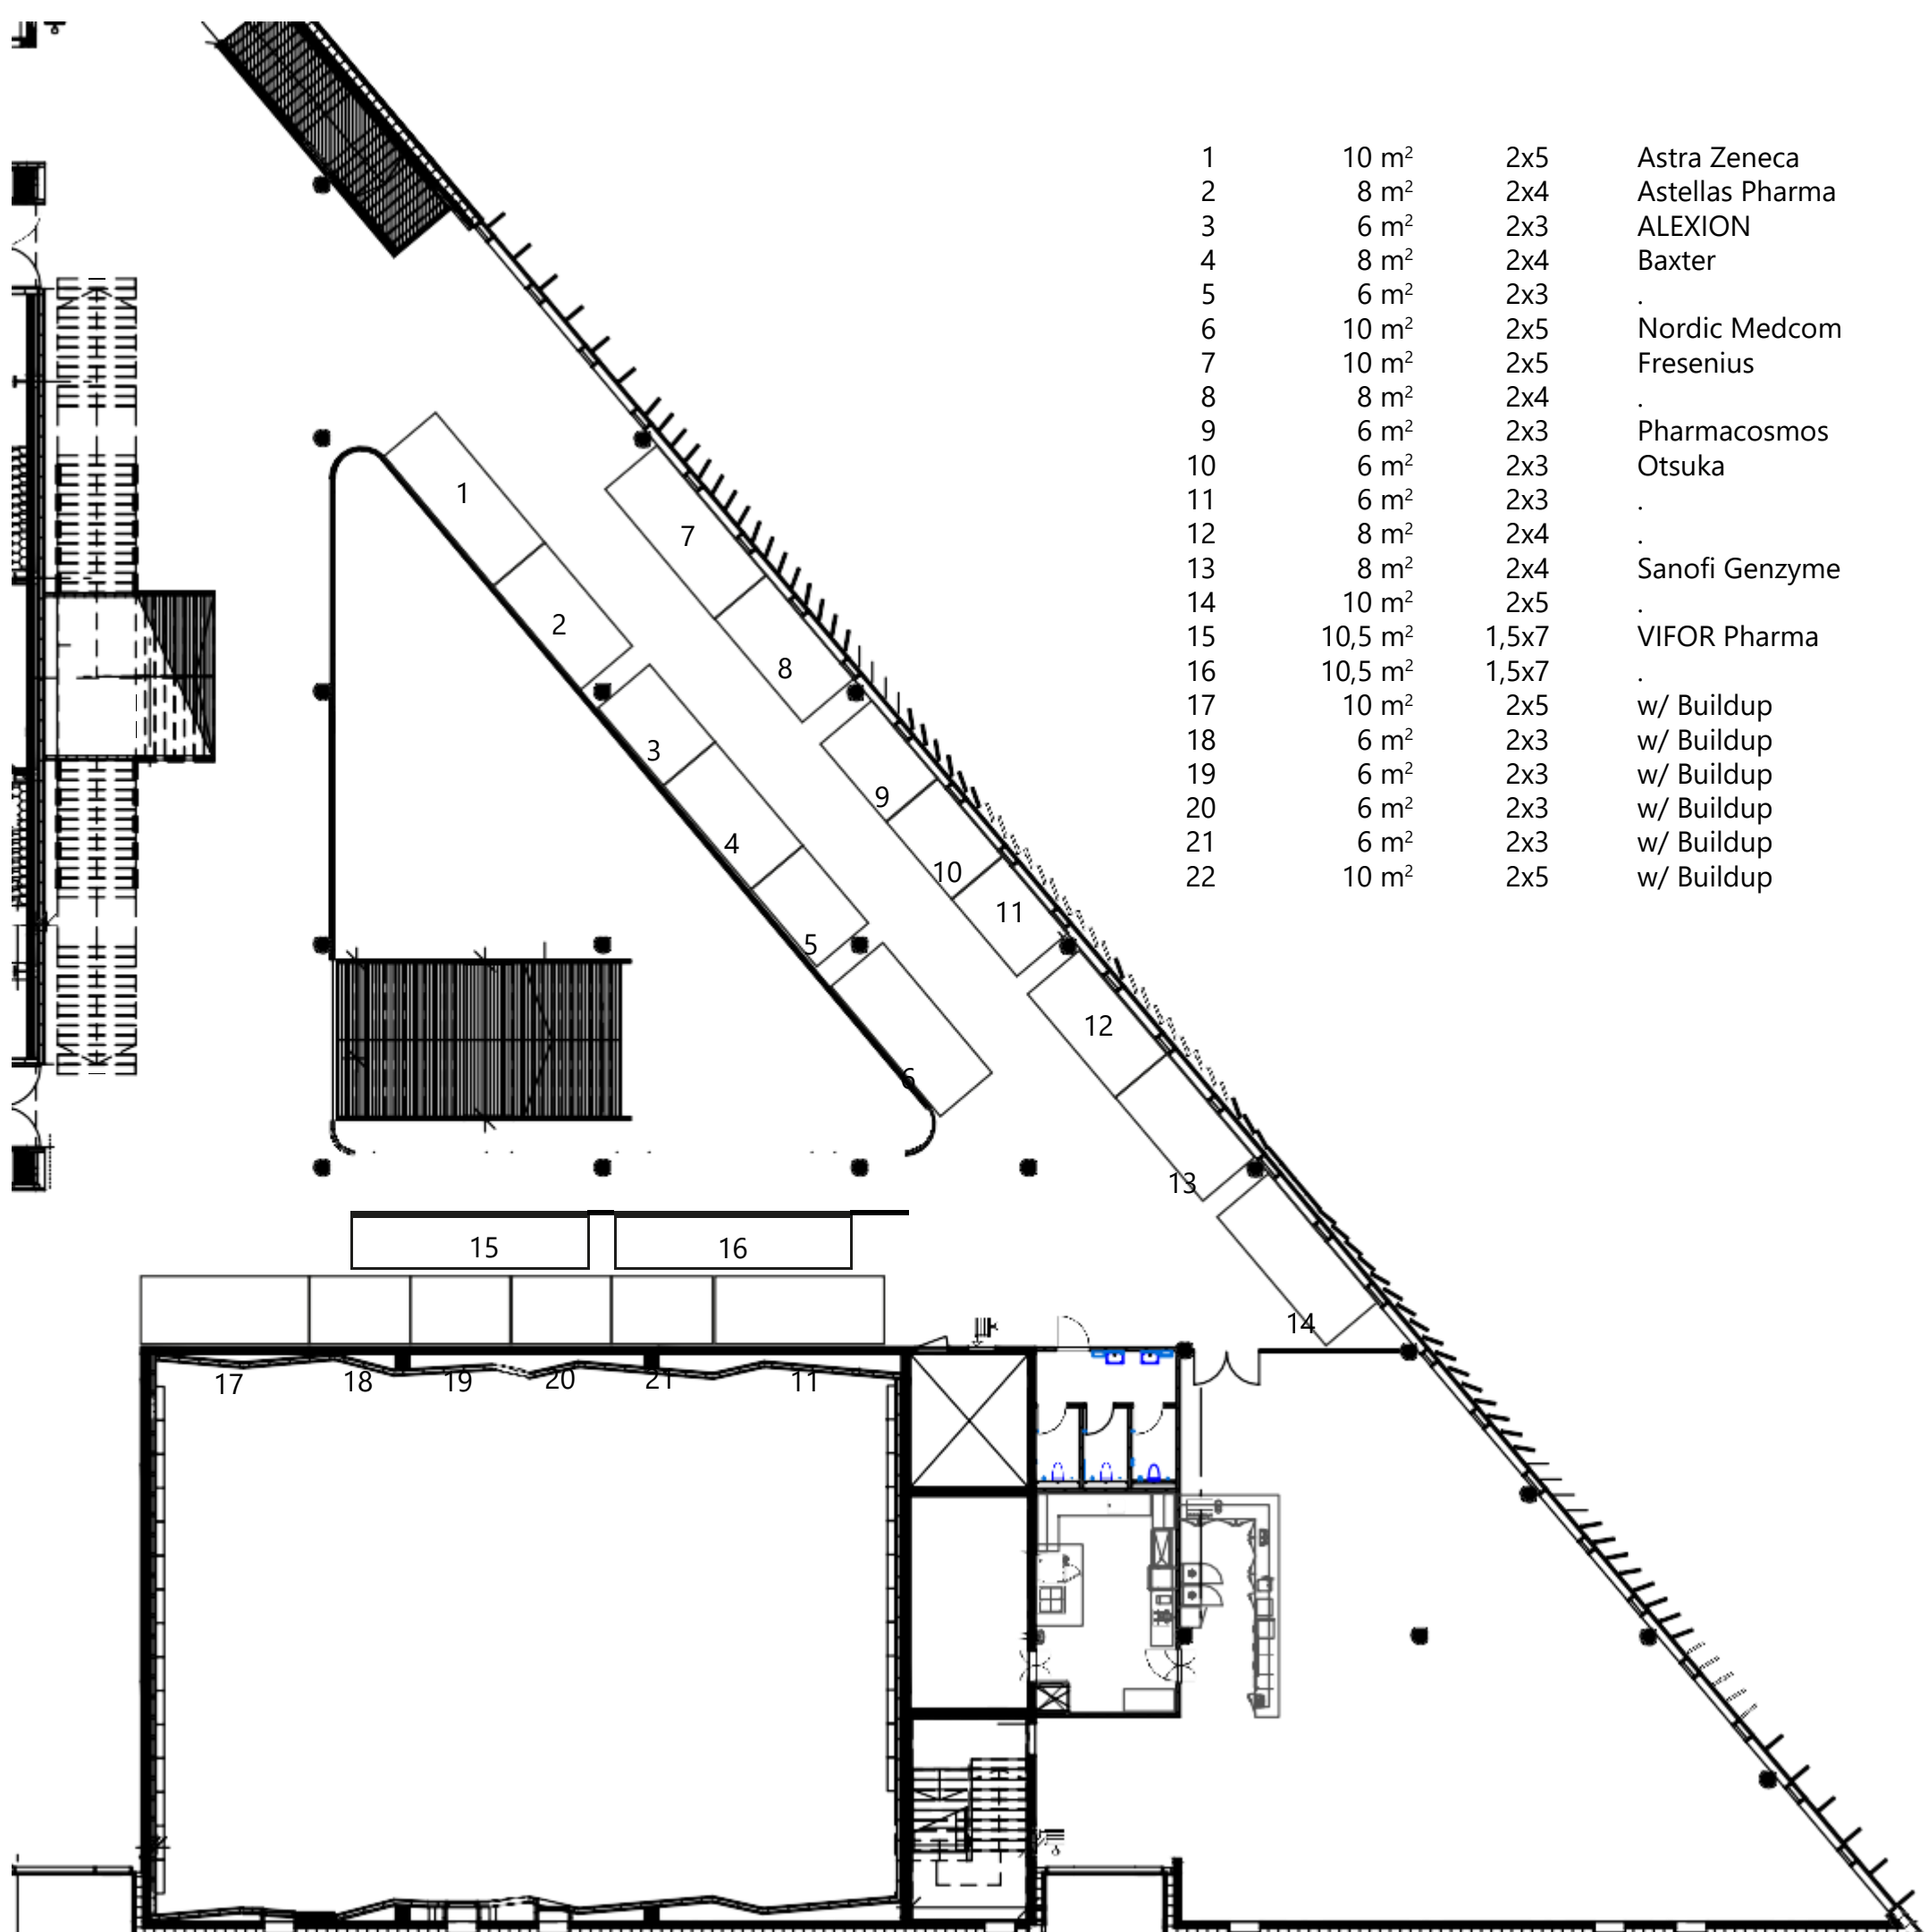 1 10 m² 2x5 Astra Zeneca
2 8 m² 2x4 Astellas Pharma
3 6 m² 2x3 ALEXION
4 8 m² 2x4 Baxter
5 6 m² 2x3 .
6 10 m² 2x5 Nordic Medcom
7 10 m² 2x5 Fresenius
8 8 m² 2x4 .
9 6 m² 2x3 Pharmacosmos
10 6 m² 2x3 Otsuka
11 6 m² 2x3 .
12 8 m² 2x4 .
13 8 m² 2x4 Sanofi Genzyme
14 10 m² 2x5 .
15 10,5 m² 1,5x7 VIFOR Pharma
16 10,5 m² 1,5x7 .
17 10 m² 2x5 w/ Buildup
18 6 m² 2x3 w/ Buildup
19 6 m² 2x3 w/ Buildup
20 6 m² 2x3 w/ Buildup
21 6 m² 2x3 w/ Buildup
22 10 m² 2x5 w/ Buildup
1
7
2
8
3
9
4
10
11
5
12
6
13
15 16
14
17 18 19 20 21 11